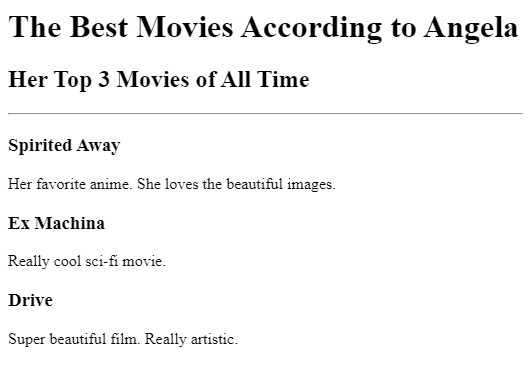 The Best Movies According to Angela
Her Top 3 Movies of All Time
Spirited Away
Her favorite anime. She loves the beautiful images.
Ex Machina
Really cool sci-fi movie.
Drive
Super beautiful film. Really artistic.